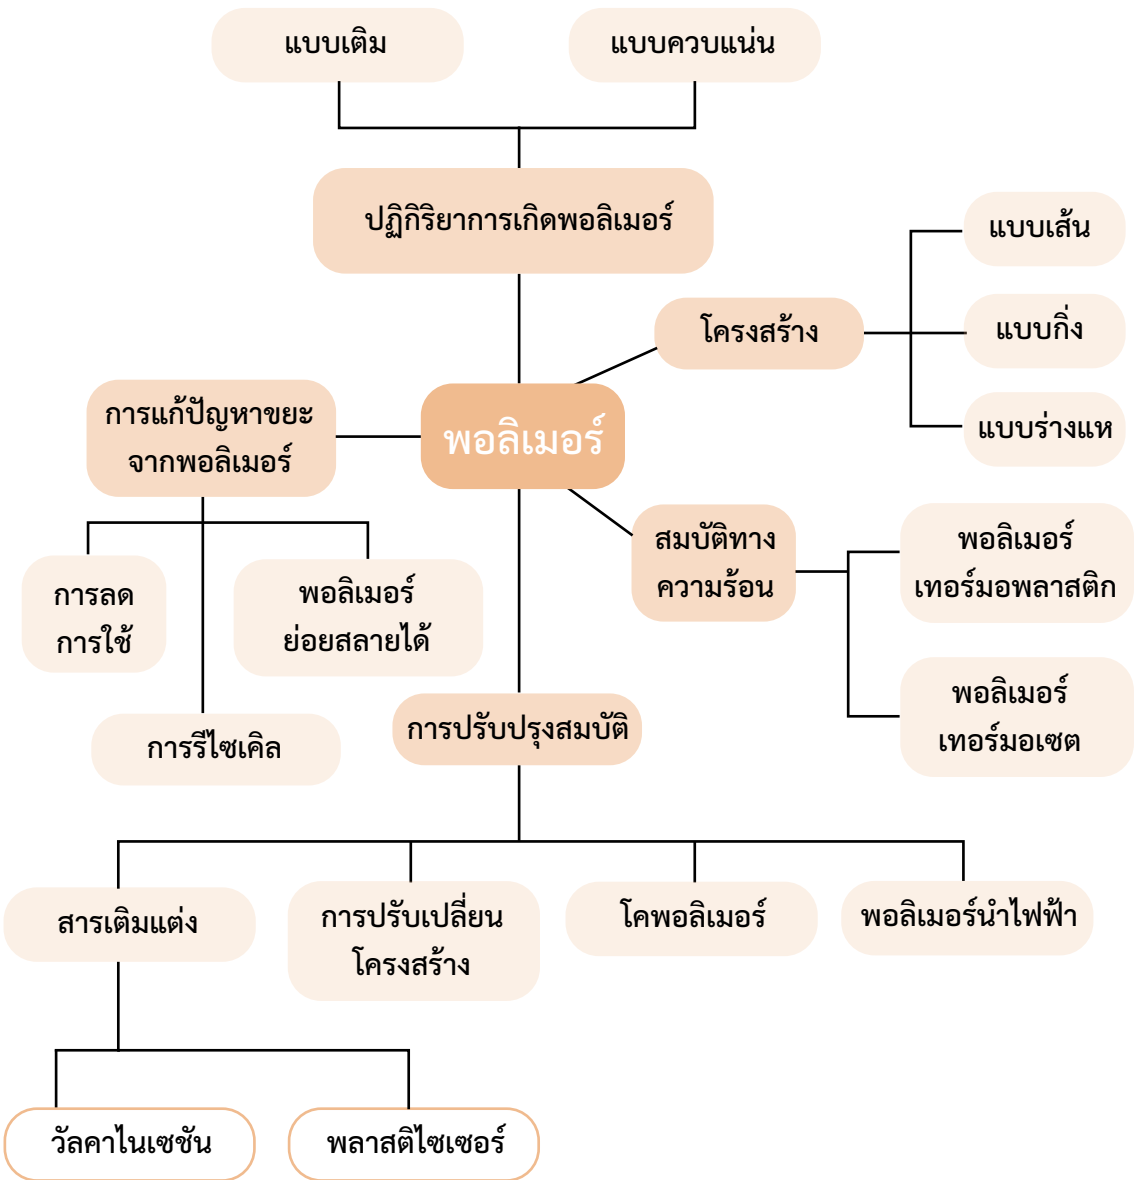 แบบเติม
แบบควบแน่น
ปฏิกิริยาการเกิดพอลิเมอร์
โครงสร้าง
แบบเส้น
แบบกิ่ง
แบบร่างแห
พอลิเมอร์
การแก้ปัญหาขยะ
จากพอลิเมอร์
การลด
การใช้
พอลิเมอร์
ย่อยสลายได้
การรีไซเคิล
สมบัติทาง
ความร้อน
พอลิเมอร์
เทอร์มอพลาสติก
พอลิเมอร์
เทอร์มอเซต
การปรับปรุงสมบัติ
สารเติมแต่ง
การปรับเปลี่ยน
โครงสร้าง
โคพอลิเมอร์
พอลิเมอร์นำไฟฟ้า
วัลคาไนเซชัน
พลาสติไซเซอร์